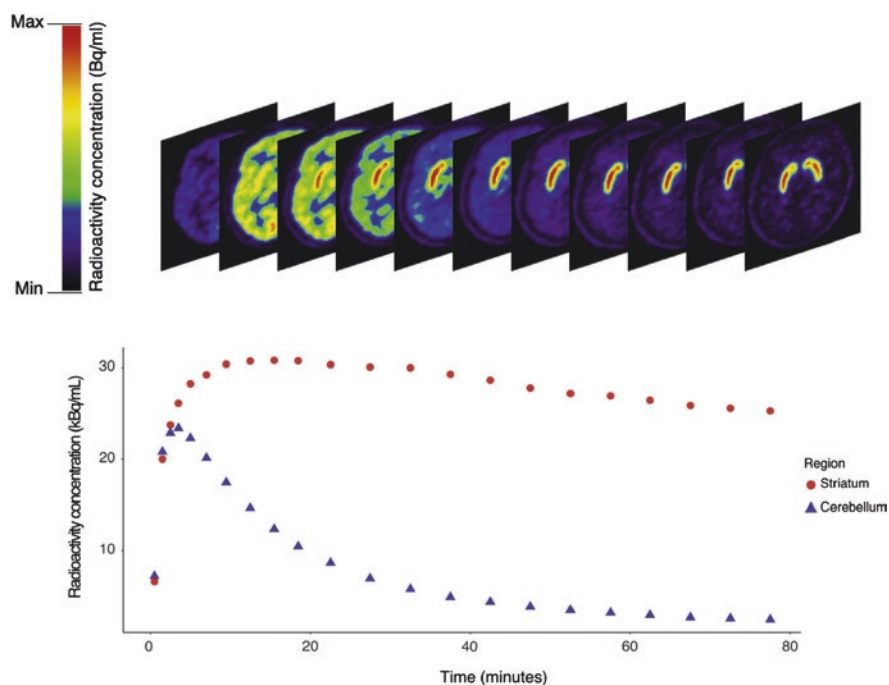 Max
Radioactivity concentration (Bq/ml)
Min
Radioactivity concentration (kBq/mL)
30
20
10
0
20
40
60
80
Time (minutes)
Region
Striatum
Cerebellum